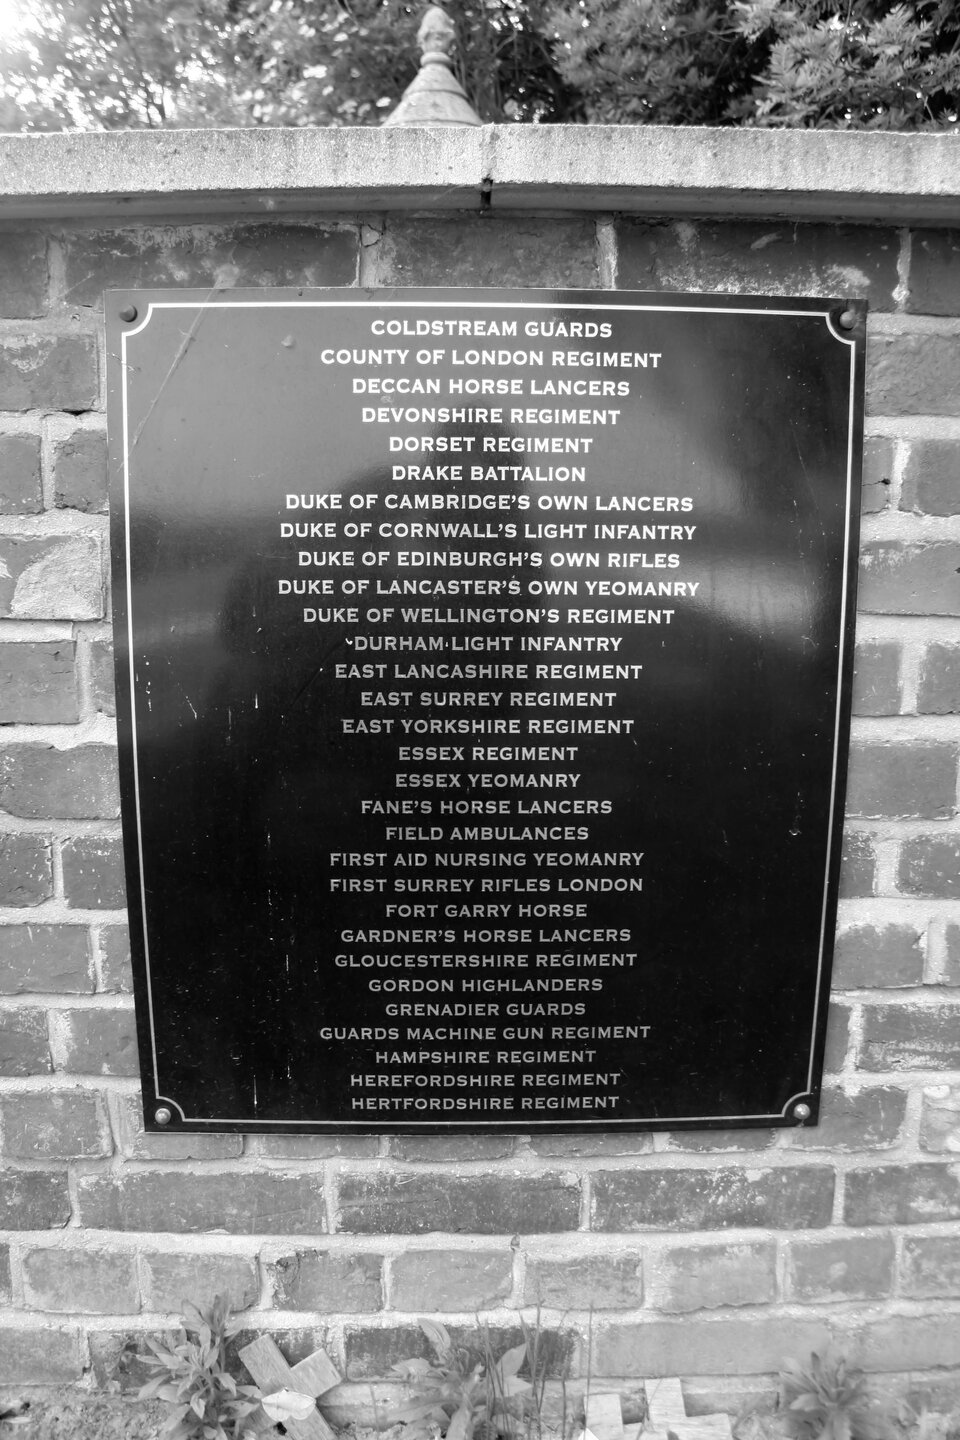 COLDSTREAM GUARDS
COUNTY OF LONDON REGIMENT
DECCAN HORSE LANCERS
DEVONSHIRE REGIMENT
DORSET REGIMENT
DRAKE BATTALION
DUKE OF CAMBRIDGE'S OWN LANCERS
DUKE OF CORNWALL'S LIGHT INFANTRY
DUKE OF EDINBURGH'S OWN RIFLES
DUKE OF LANCASTER'S OWN YEOMANRY
DUKE OF WELLINGTON'S REGIMENT
DURHAM LIGHT INFANTRY
EAST LANCASHIRE REGIMENT
EAST SURREY REGIMENT
EAST YORKSHIRE REGIMENT
ESSEX REGIMENT
ESSEX YEOMANRY
FANE'S HORSE LANCERS
FIELD AMBULANCES
FIRST AID NURSING YEOMANRY
FIRST SURREY RIFLES LONDON
FORT GARRY HORSE
GARDNER'S HORSE LANCERS
GLOUCESTERSHIRE REGIMENT
GORDON HIGHLANDERS
GRENADIER GUARDS
GUARDS MACHINE GUN REGIMENT
HAMPSHIRE REGIMENT
HEREFORDSHIRE REGIMENT
HERTFORDSHIRE REGIMENT